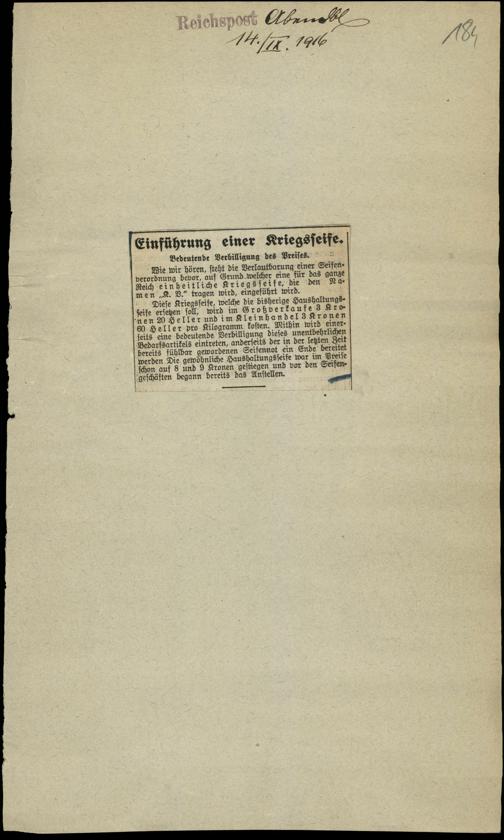 Reichspost Abendbl
14./IX. 1916
184
Einführung einer Kriegsseife.
Bedeutende Verbilligung des Preises.
Wie wir hören, steht die Verlautbarung einer Seifen-
verordnung bevor, auf Grund welcher eine für das ganze
Reich einheitliche Kriegsseife, die den Na-
men „K. B.“ tragen wird, eingeführt wird.
Diese Kriegsseife, welche die bisherige Haushaltungs-
seife ersetzen soll, wird im Großverkaufe 3 Kro-
nen 20 Heller und im Kleinhandel 3 Kronen
60 Heller pro Kilogramm kosten. Mithin wird einer-
seits eine bedeutende Verbilligung dieses unentbehrlichen
Bedarfsartikels eintreten, anderseits der in der letzten Zeit
bereits fühlbar gewordenen Seifennot ein Ende bereitet
werden. Die gewöhnliche Haushaltungsseife war im Preise
schon auf 8 und 9 Kronen gestiegen und vor den Seifen-
geschäften begann bereits das Anstellen.